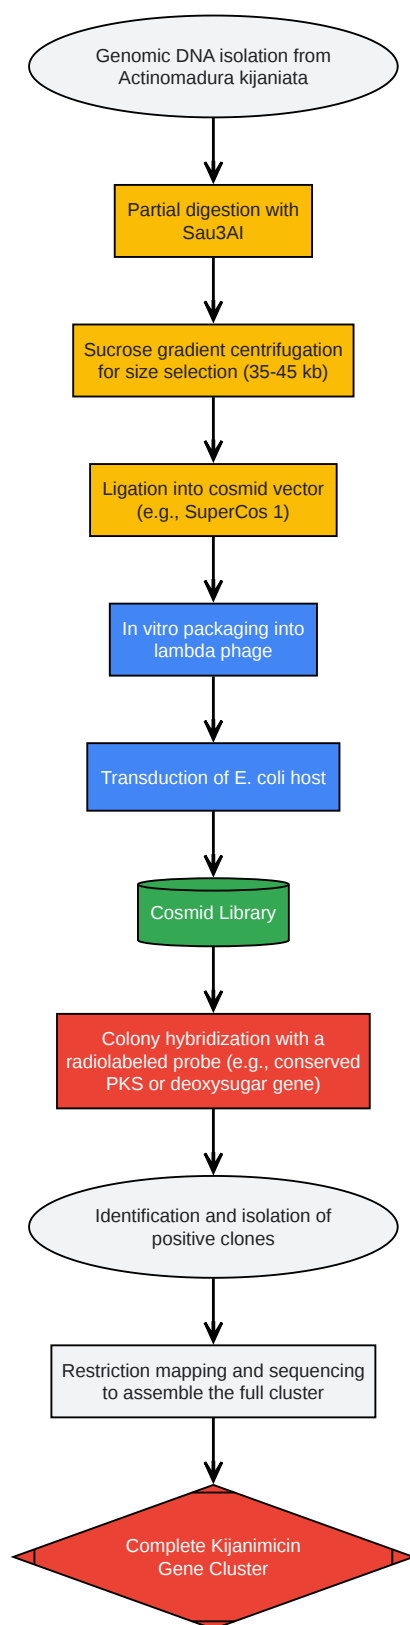 Genomic DNA isolation from
Actinomadura kijaniata
Partial digestion with
Sau3AI
Sucrose gradient centrifugation
for size selection (35-45 kb)
Ligation into cosmid vector
(e.g., SuperCos 1)
In vitro packaging into
lambda phage
Transduction of E. coli host
Cosmid Library
Colony hybridization with a
radiolabeled probe (e.g., conserved
PKS or deoxysugar gene)
Identification and isolation of
positive clones
Restriction mapping and sequencing
to assemble the full cluster
Complete Kijanimicin
Gene Cluster